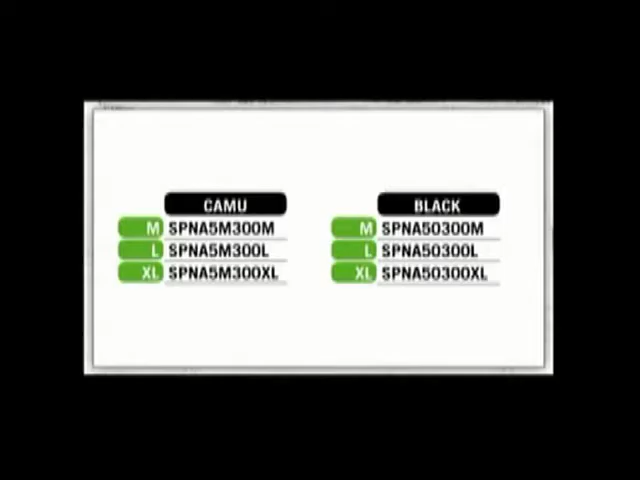 CAMU
M SPNA5M300M
L SPNA5M300L
XL SPNA5M300XL
BLACK
M SPNA50300M
L SPNA50300L
XL SPNA50300XL